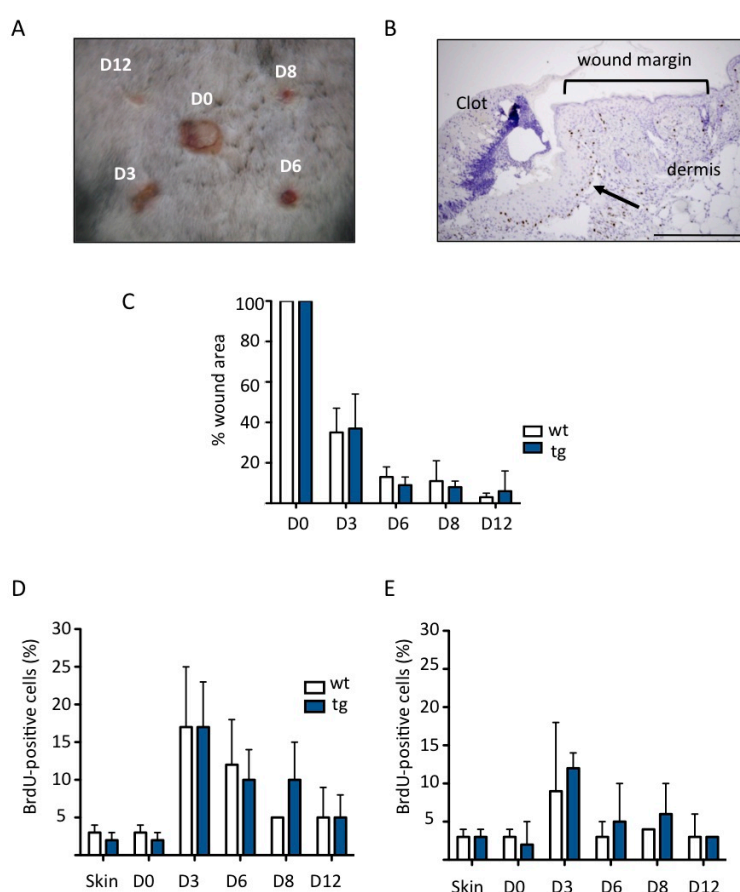 A
D12
D8
D0
D3
D6
B
wound margin
Clot
dermis
C
% wound area
100
80
60
40
20
D0 D3 D6 D8 D12
wt
tg
D
BrdU-positive cells (%)
30
25
20
15
10
5
Skin D0 D3 D6 D8 D12
wt
tg
E
BrdU-positive cells (%)
30
25
20
15
10
5
Skin D0 D3 D6 D8 D12